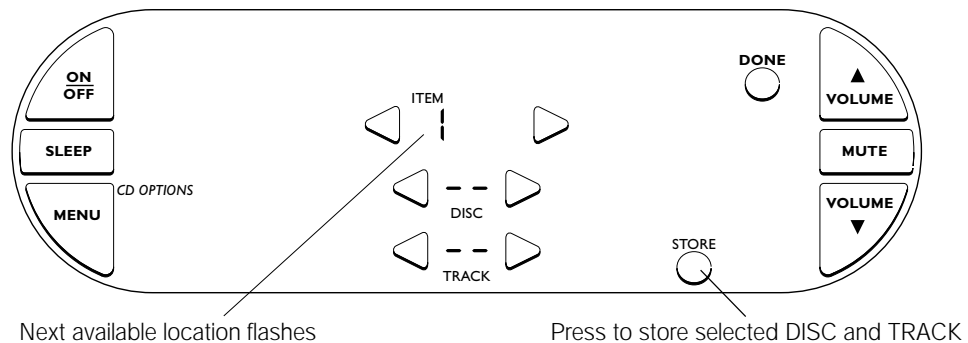 ON
OFF
SLEEP
MENU
CD OPTIONS
ITEM
1
-- DISC
-- TRACK
DONE
STORE
▲
VOLUME
MUTE
VOLUME
▼
Next available location flashes
Press to store selected DISC and TRACK